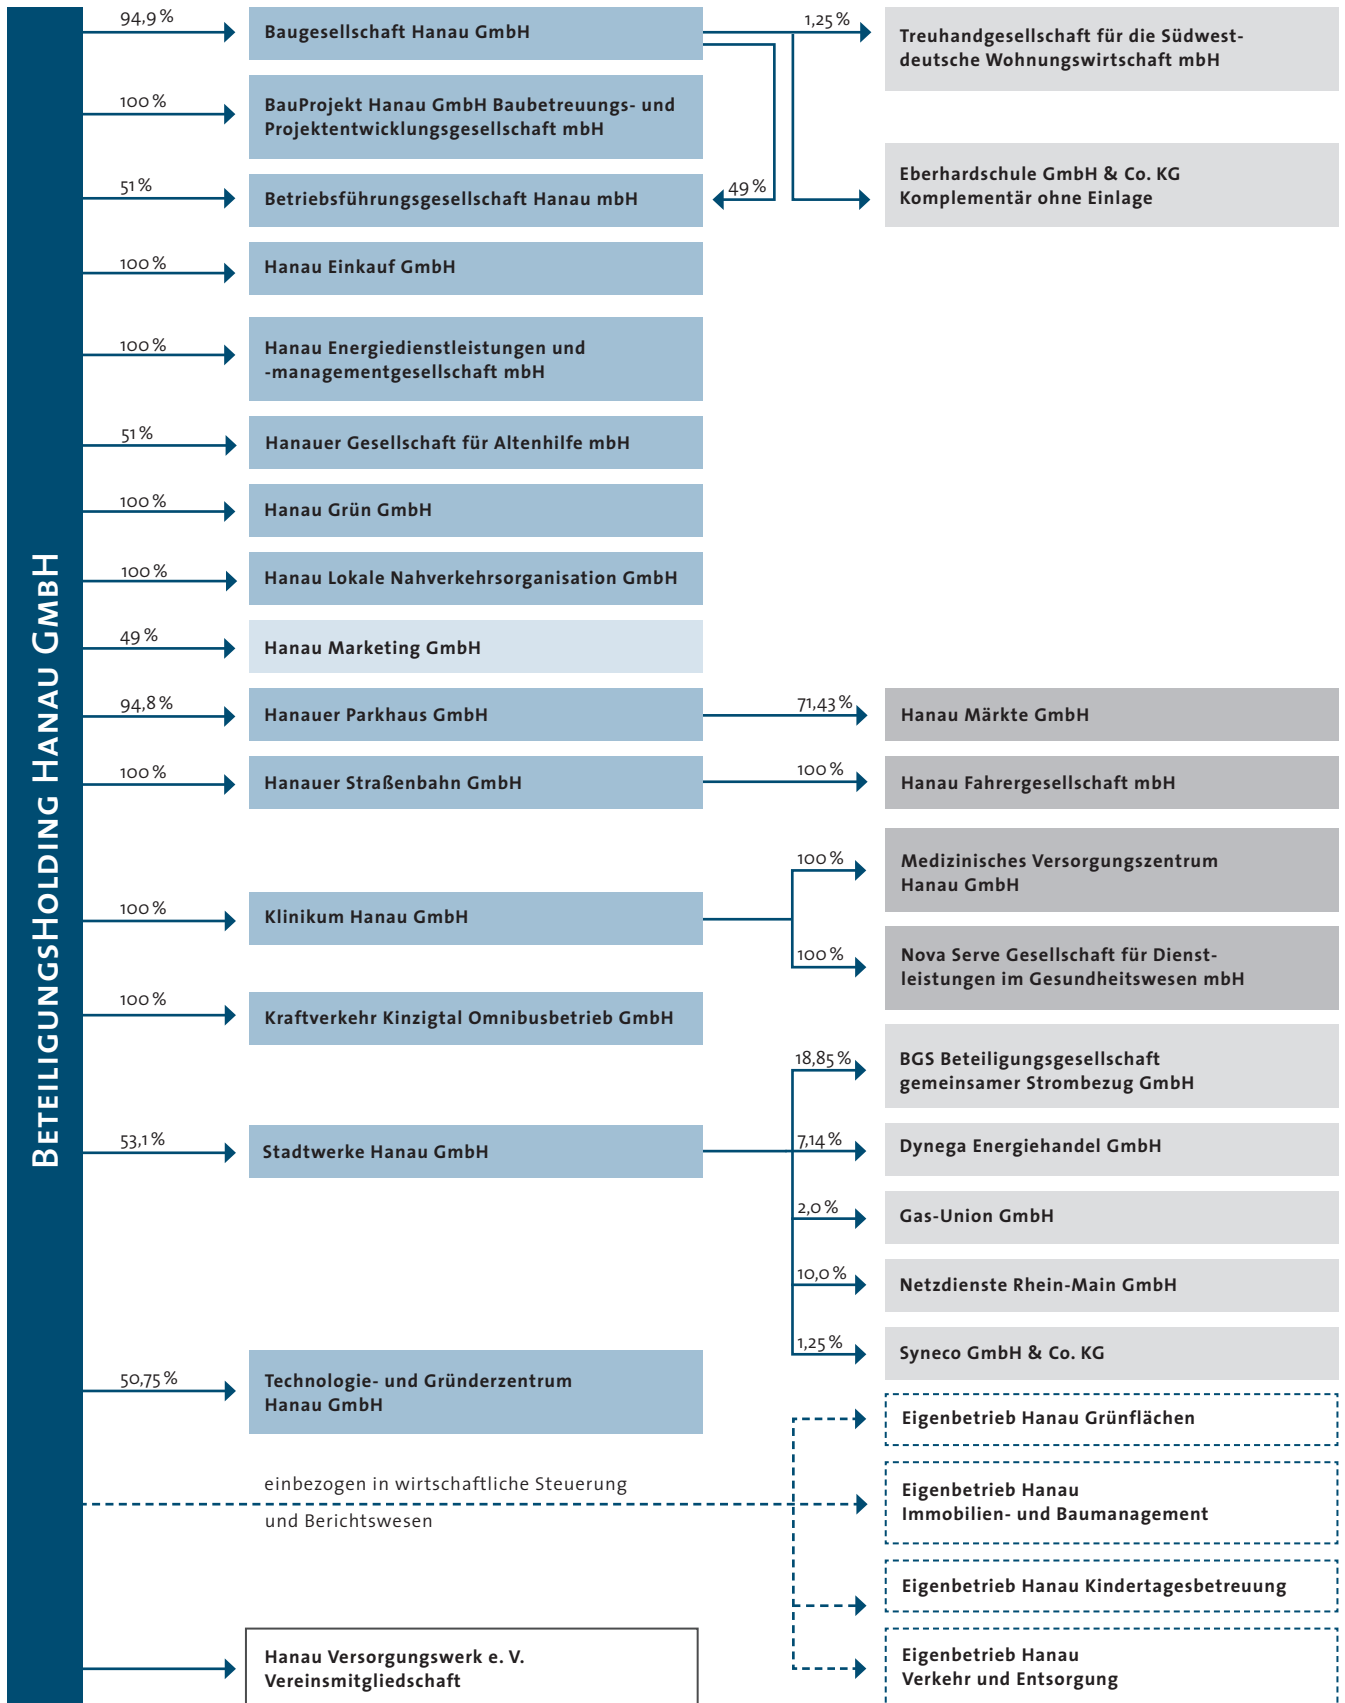 BETEILIGUNGSHOLDING HANAU GMBH
94,9 %
Baugesellschaft Hanau GmbH
1,25 %
Treuhandgesellschaft für die Südwest-
deutsche Wohnungswirtschaft mbH
100 %
BauProjekt Hanau GmbH Baubetreuungs- und
Projektentwicklungsgesellschaft mbH
51 %
Betriebsführungsgesellschaft Hanau mbH
49 %
Eberhardschule GmbH & Co. KG
Komplementär ohne Einlage
100 %
Hanau Einkauf GmbH
100 %
Hanau Energiedienstleistungen und
-managementgesellschaft mbH
51 %
Hanauer Gesellschaft für Altenhilfe mbH
100 %
Hanau Grün GmbH
100 %
Hanau Lokale Nahverkehrsorganisation GmbH
49 %
Hanau Marketing GmbH
94,8 %
Hanauer Parkhaus GmbH
71,43 %
Hanau Märkte GmbH
100 %
Hanauer Straßenbahn GmbH
100 %
Hanau Fahrergesellschaft mbH
100 %
Klinikum Hanau GmbH
100 %
Medizinisches Versorgungszentrum
Hanau GmbH
100 %
Nova Serve Gesellschaft für Dienst-
leistungen im Gesundheitswesen mbH
100 %
Kraftverkehr Kinzigtal Omnibusbetrieb GmbH
53,1 %
Stadtwerke Hanau GmbH
18,85 %
BGS Beteiligungsgesellschaft
gemeinsamer Strombezug GmbH
7,14 %
Dynega Energiehandel GmbH
2,0 %
Gas-Union GmbH
10,0 %
Netzdienste Rhein-Main GmbH
1,25 %
Syneco GmbH & Co. KG
50,75 %
Technologie- und Gründerzentrum
Hanau GmbH
einbezogen in wirtschaftliche Steuerung
und Berichtswesen
Eigenbetrieb Hanau Grünflächen
Eigenbetrieb Hanau
Immobilien- und Baumanagement
Eigenbetrieb Hanau Kindertagesbetreuung
Eigenbetrieb Hanau
Verkehr und Entsorgung
Hanau Versorgungswerk e. V.
Vereinsmitgliedschaft